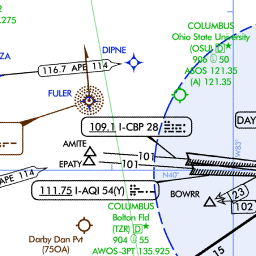 .275
ZA
DIPNE
COLUMBUS
Ohio State University
(OSU) D★
906 Ⓛ 50
ASOS 121.35
(A) 121.35
116.7 APE 114
FULER
109.1 I-CBP 28
DAY
AMITE
EPATY
101
101
W83°
APE 114
111.75 I-AQI 54(Y)
N40°
BOWRR
23
102
COLUMBUS
Bolton Fld
(TZR) D★
904 Ⓛ 55
AWOS-3PT 135.925
Darby Dan Pvt
(75OA)